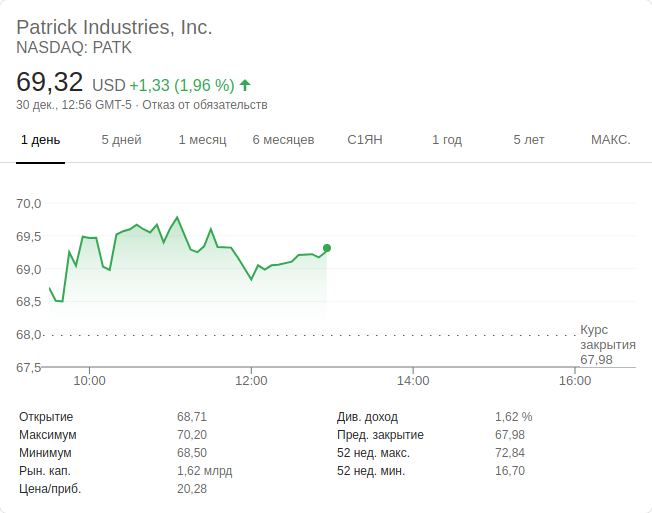 Patrick Industries, Inc.
NASDAQ: PATK
69,32 USD +1,33 (1,96 %)
30 дек., 12:56 GMT-5 · Отказ от обязательств
1 день 5 дней 1 месяц 6 месяцев С1ЯН 1 год 5 лет МАКС.
70,0
69,5
69,0
68,5
68,0
67,5
Курс
закрытия
67,98
10:00 12:00 14:00 16:00
Открытие 68,71 Див. доход 1,62 %
Максимум 70,20 Пред. закрытие 67,98
Минимум 68,50 52 нед. макс. 72,84
Рын. кап. 1,62 млрд 52 нед. мин. 16,70
Цена/приб. 20,28